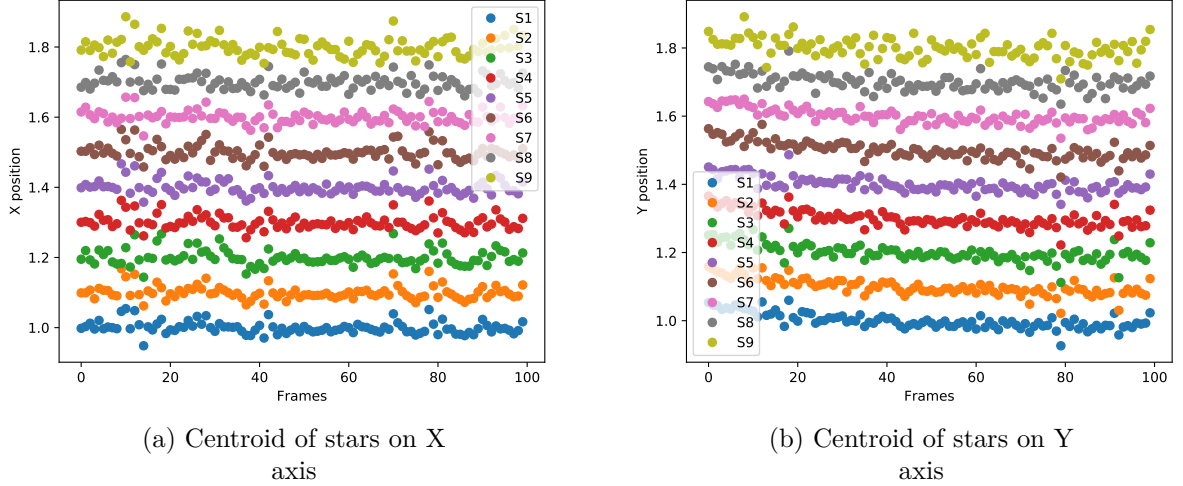 1.8
1.6
1.4
1.2
1.0
X position
0
20
40
60
80
100
Frames
S1
S2
S3
S4
S5
S6
S7
S8
S9
(a) Centroid of stars on X
axis
1.8
1.6
1.4
1.2
1.0
Y position
0
20
40
60
80
100
Frames
S1
S2
S3
S4
S5
S6
S7
S8
S9
(b) Centroid of stars on Y
axis